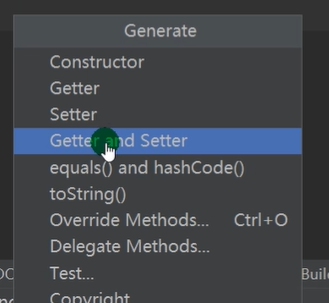 Generate
Constructor
Getter
Setter
Getter and Setter
equals() and hashCode()
toString()
Override Methods... Ctrl+O
Delegate Methods...
Test...
Buil
Copyright